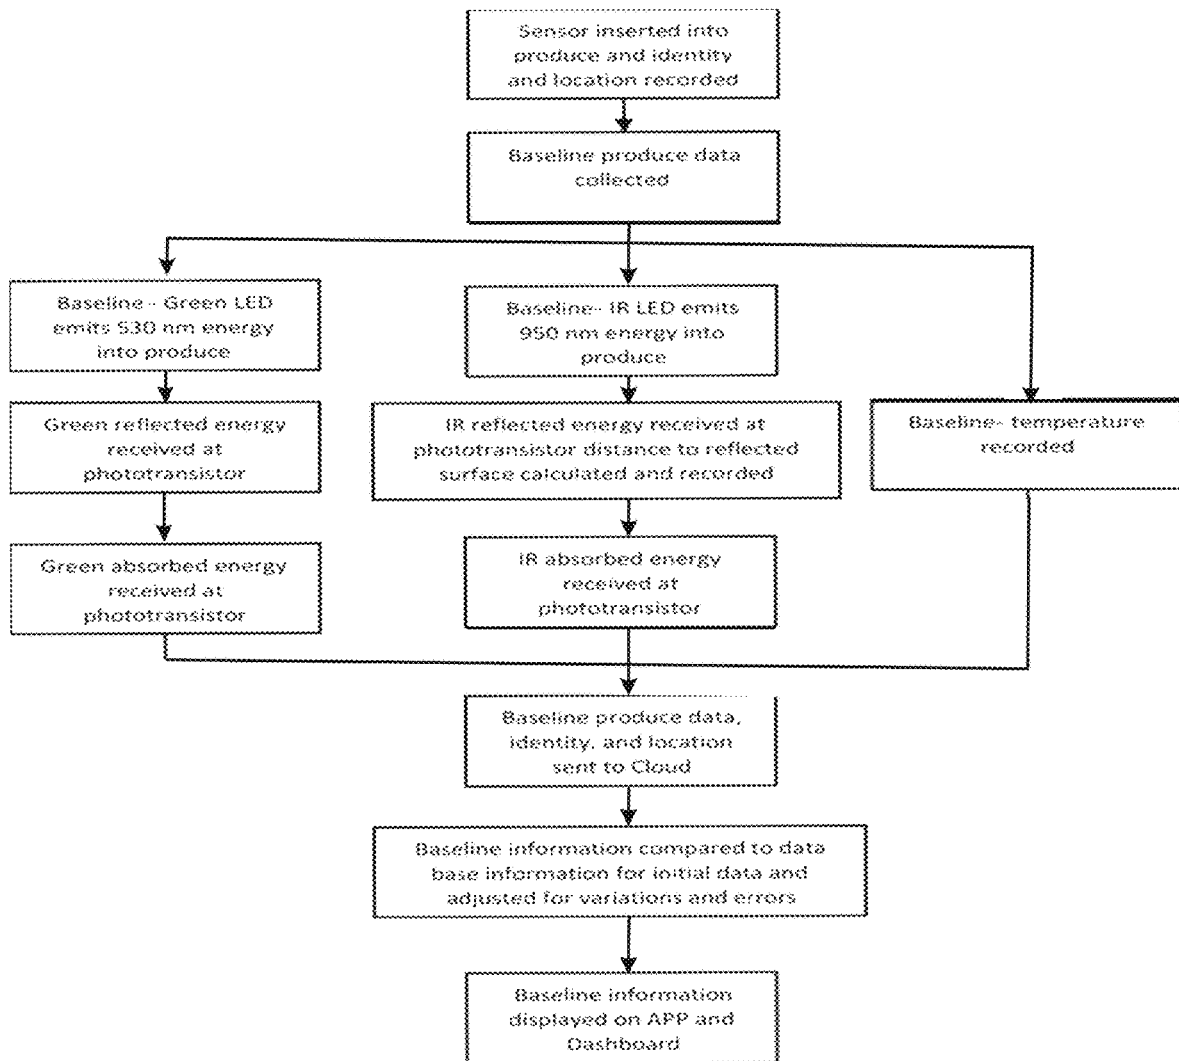 Sensor inserted into
produce and identity
and location recorded
Baseline produce data
collected
Baseline - Green LED
emits 530 nm energy
into produce
Baseline- IR LED emits
950 nm energy into
produce
Green reflected energy
received at
phototransistor
IR reflected energy received at
phototransistor distance to reflected
surface calculated and recorded
Baseline- temperature
recorded
Green absorbed energy
received at
phototransistor
IR absorbed energy
received at
phototransistor
Baseline produce data,
identity, and location
sent to Cloud
Baseline information compared to data
base information for initial data and
adjusted for variations and errors
Baseline information
displayed on APP and
Dashboard